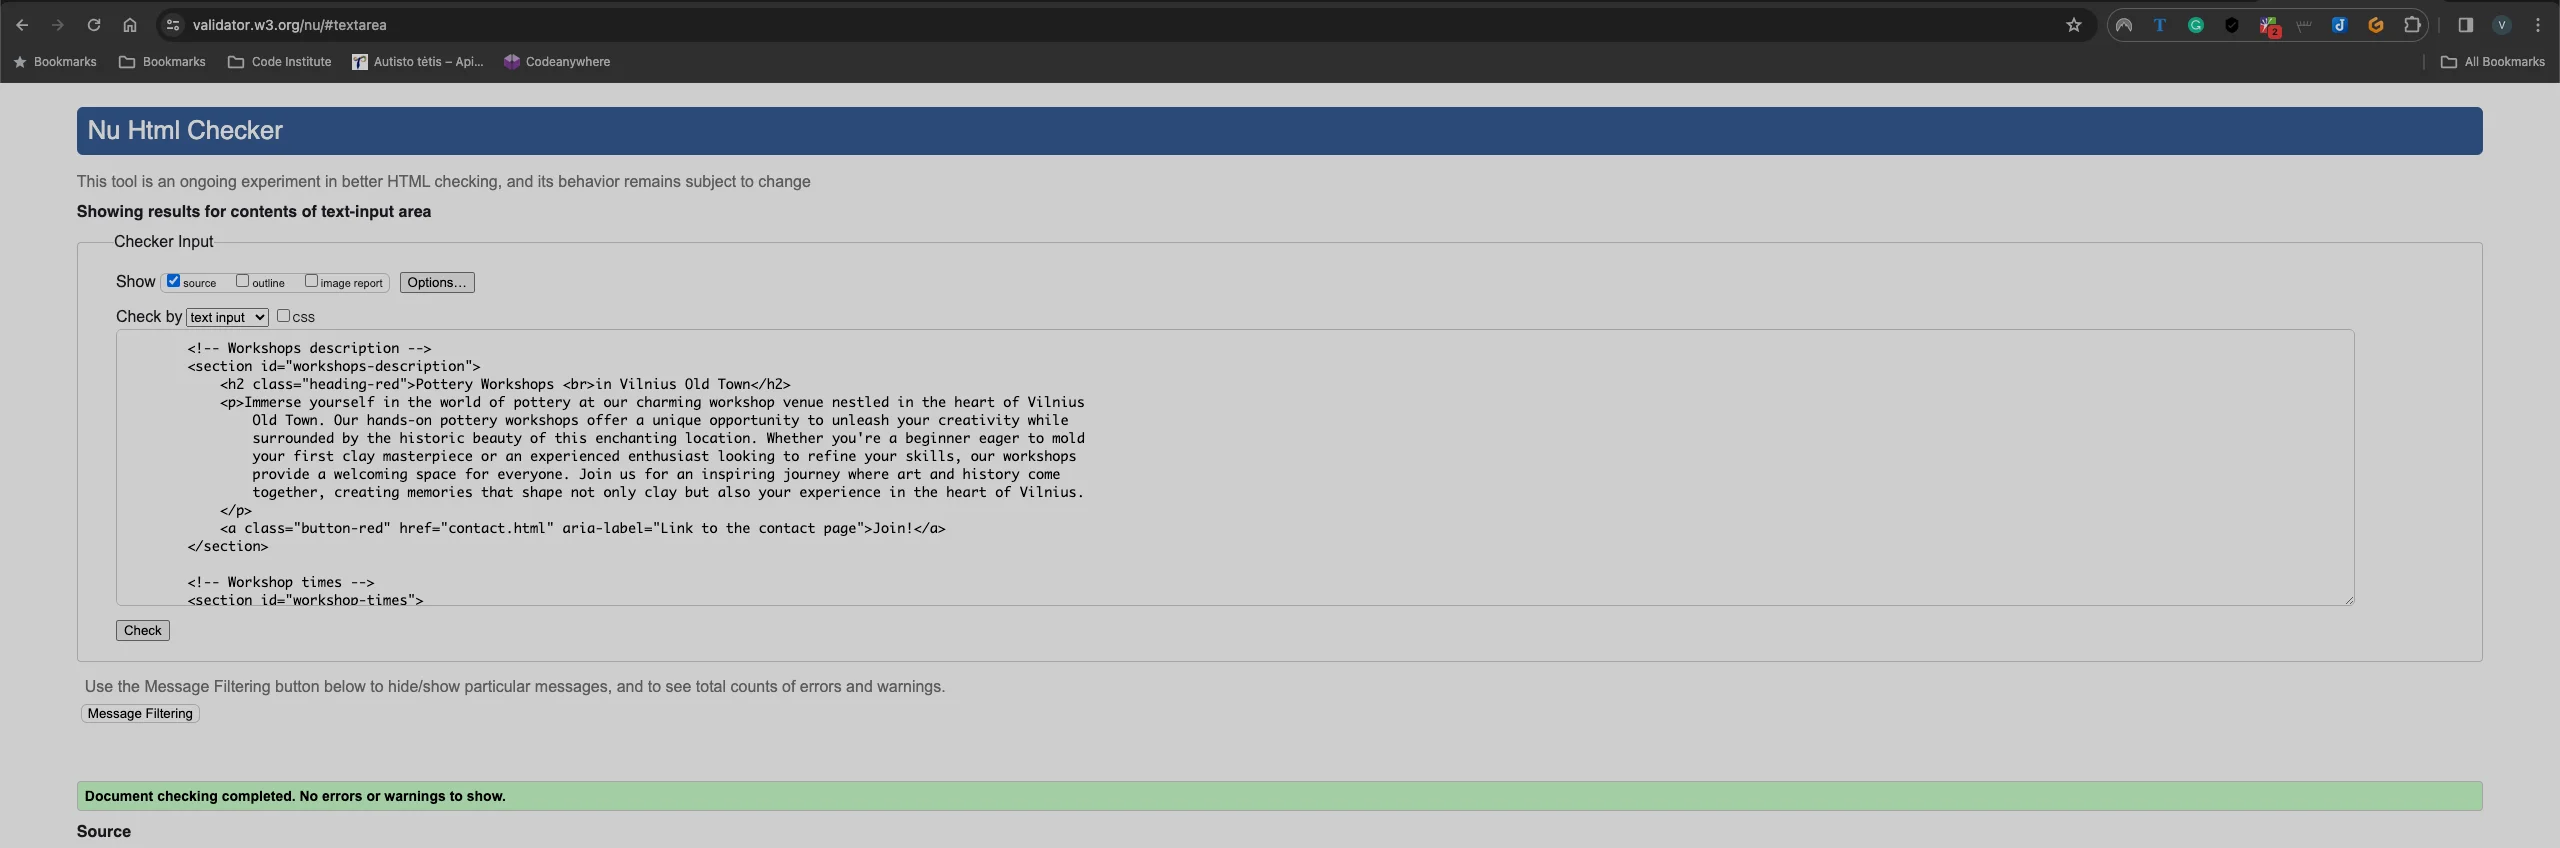 validator.w3.org/nu/#textarea
T
2
V
Bookmarks
Bookmarks
Code Institute
Autisto tėtis – Api...
Codeanywhere
All Bookmarks
Nu Html Checker
This tool is an ongoing experiment in better HTML checking, and its behavior remains subject to change
Showing results for contents of text-input area
Checker Input
Show source outline image report Options...
Check by text input CSS
<!-- Workshops description -->
<section id="workshops-description">
<h2 class="heading-red">Pottery Workshops <br>in Vilnius Old Town</h2>
<p>Immerse yourself in the world of pottery at our charming workshop venue nestled in the heart of Vilnius
Old Town. Our hands-on pottery workshops offer a unique opportunity to unleash your creativity while
surrounded by the historic beauty of this enchanting location. Whether you're a beginner eager to mold
your first clay masterpiece or an experienced enthusiast looking to refine your skills, our workshops
provide a welcoming space for everyone. Join us for an inspiring journey where art and history come
together, creating memories that shape not only clay but also your experience in the heart of Vilnius.
</p>
<a class="button-red" href="contact.html" aria-label="Link to the contact page">Join!</a>
</section>
<!-- Workshop times -->
<section id="workshop-times">
Check
Use the Message Filtering button below to hide/show particular messages, and to see total counts of errors and warnings.
Message Filtering
Document checking completed. No errors or warnings to show.
Source